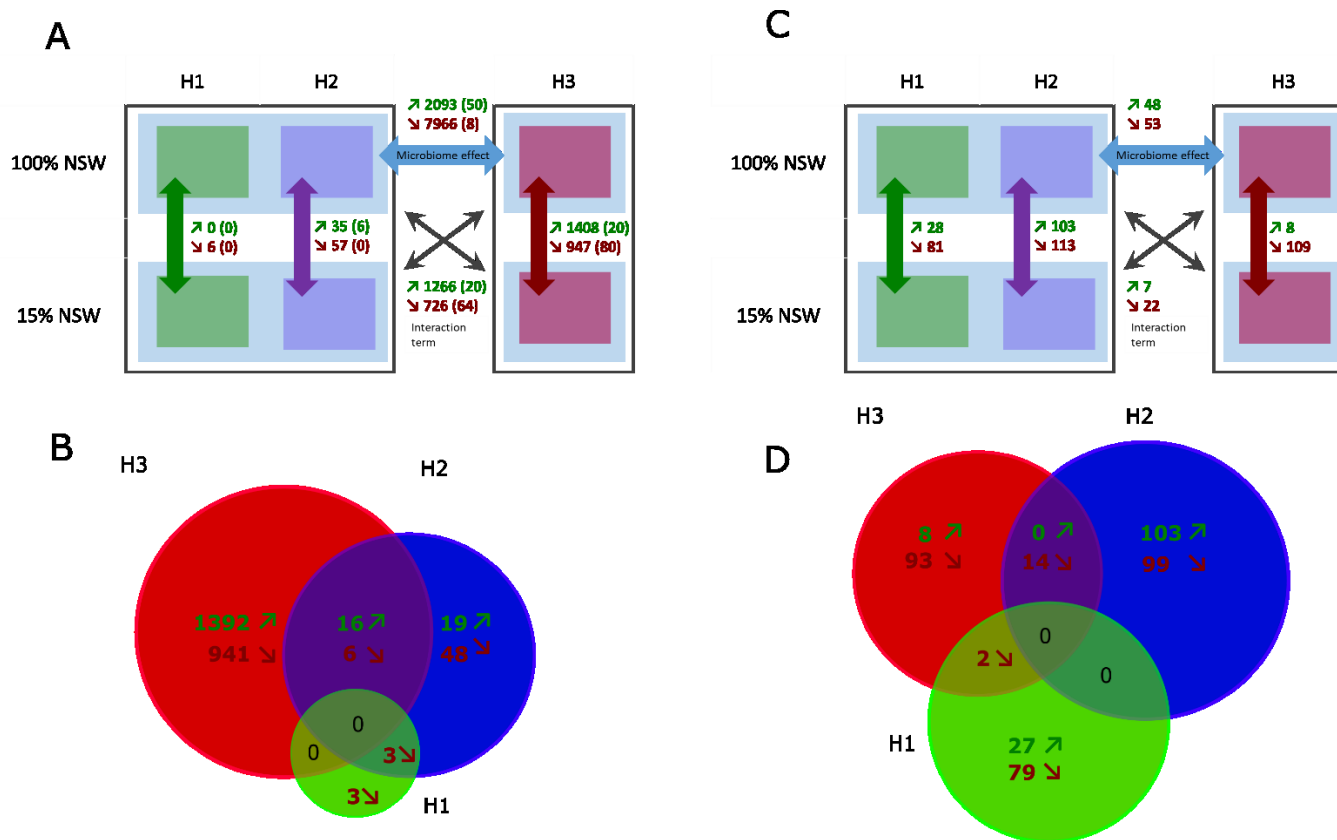 A
H1 H2 H3
↗ 2093 (50)
↘ 7966 (8)
100% NSW
Microbiome effect
↗ 0 (0)
↘ 6 (0)
↗ 35 (6)
↘ 57 (0)
↗ 1408 (20)
↘ 947 (80)
↗ 1266 (20)
↘ 726 (64)
15% NSW
Interaction
term
C
H1 H2 H3
↗ 48
↘ 53
100% NSW
Microbiome effect
↗ 28
↘ 81
↗ 103
↘ 113
↗ 8
↘ 109
↗ 7
↘ 22
15% NSW
Interaction
term
B
H3
H2
1392 ↗
941 ↘
16 ↗
6 ↘
19 ↗
48 ↘
0
0
3 ↘
3 ↘
H1
D
H3
H2
8 ↗
93 ↘
0 ↗
14 ↘
103 ↗
99 ↘
0
2 ↘
0
H1
27 ↗
79 ↘